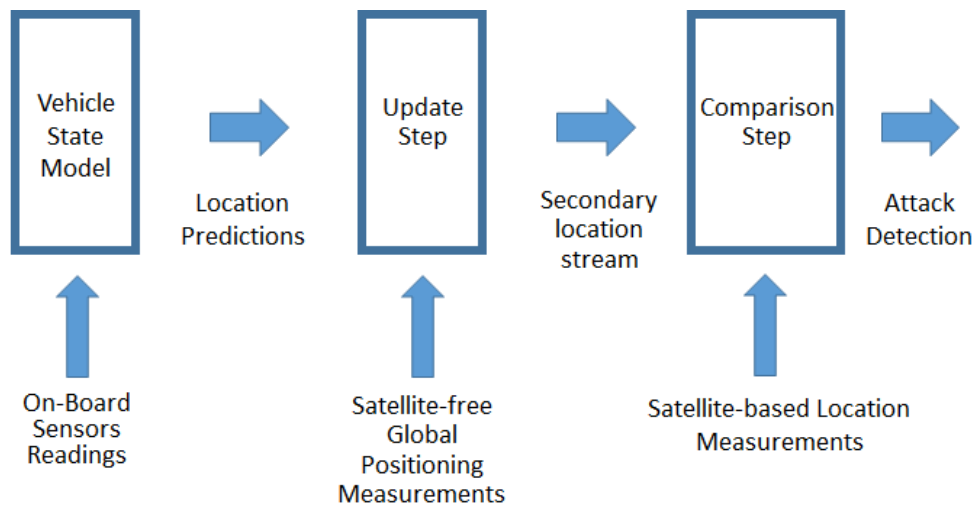 Vehicle
State
Model
Location
Predictions
Update
Step
Secondary
location
stream
Comparison
Step
Attack
Detection
On-Board
Sensors
Readings
Satellite-free
Global
Positioning
Measurements
Satellite-based Location
Measurements